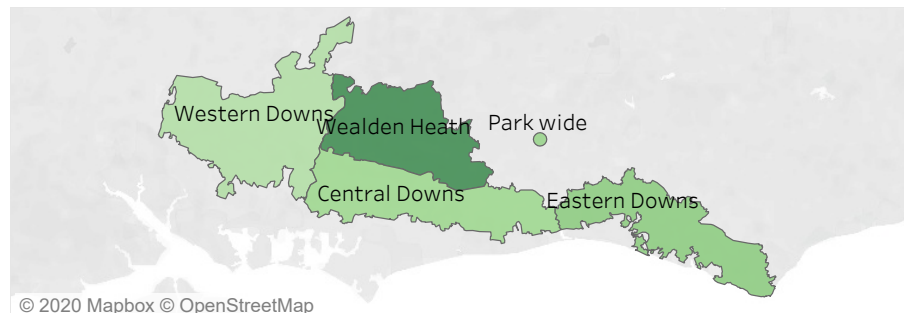 Western Downs
Wealden Heath
Park wide
Central Downs
Eastern Downs
© 2020 Mapbox © OpenStreetMap